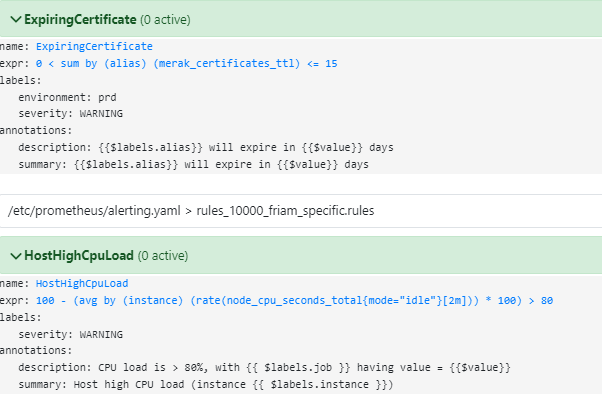 ExpiringCertificate (0 active)
name: ExpiringCertificate
expr: 0 < sum by (alias) (merak_certificates_ttl) <= 15
labels:
environment: prd
severity: WARNING
annotations:
description: {{$labels.alias}} will expire in {{$value}} days
summary: {{$labels.alias}} will expire in {{$value}} days
/etc/prometheus/alerting.yaml > rules_10000_friam_specific.rules
HostHighCpuLoad (0 active)
name: HostHighCpuLoad
expr: 100 - (avg by (instance) (rate(node_cpu_seconds_total{mode="idle"}[2m])) * 100) > 80
labels:
severity: WARNING
annotations:
description: CPU load is > 80%, with {{ $labels.job }} having value = {{$value}}
summary: Host high CPU load (instance {{ $labels.instance }})